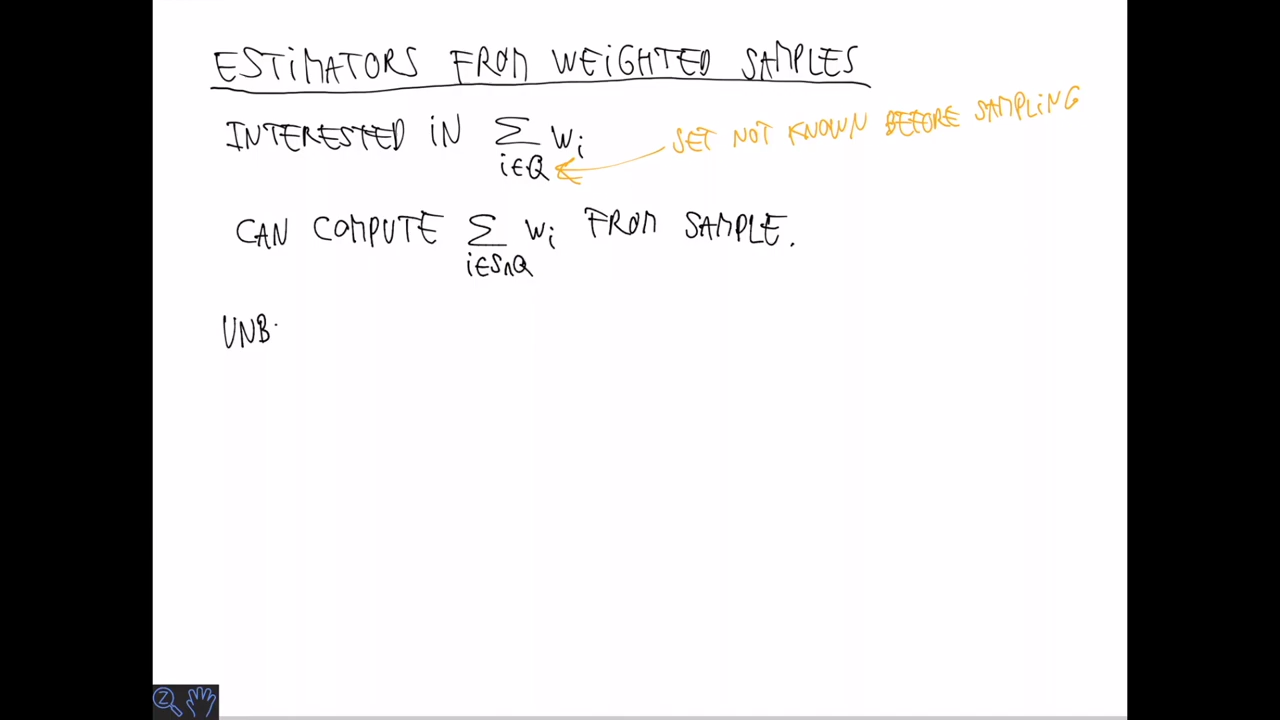 ESTIMATORS FROM WEIGHTED SAMPLES
INTERESTED IN ∑ wᵢ
i∈Q
SET NOT KNOWN BEFORE SAMPLING
CAN COMPUTE ∑ wᵢ FROM SAMPLE.
i∈S∩Q
UNB
Z